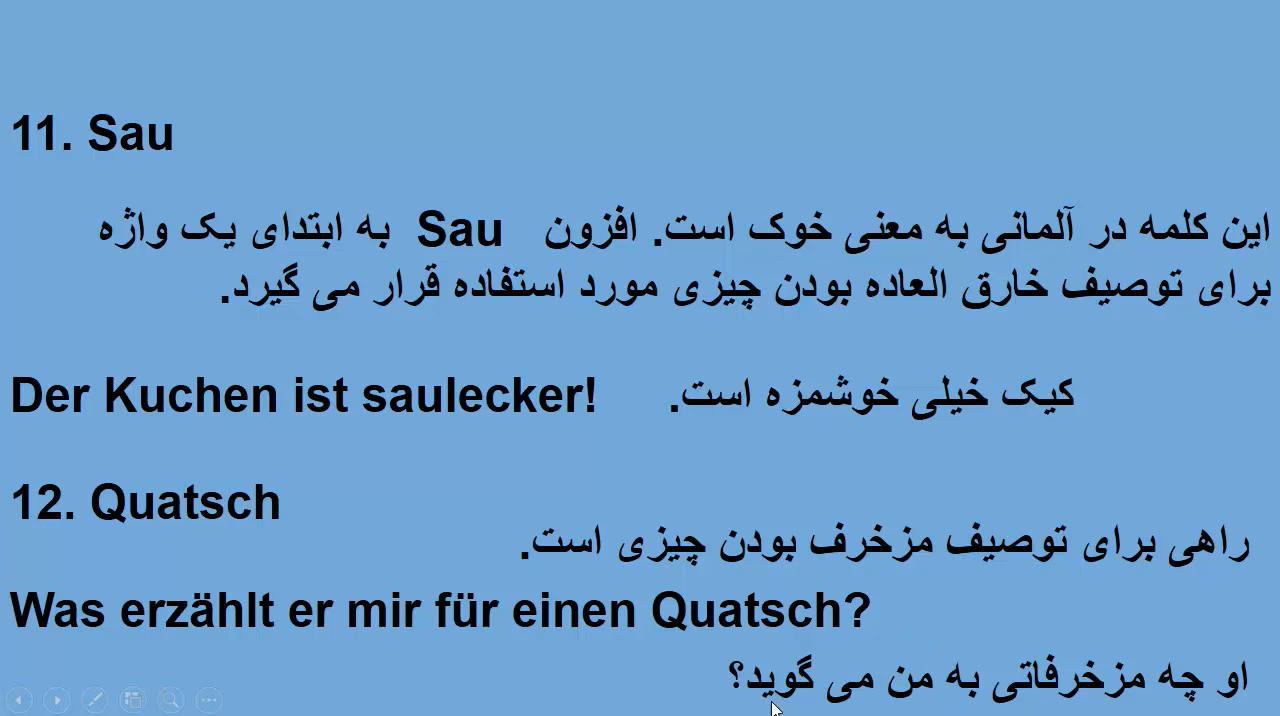 11. Sau
این کلمه در آلمانی به معنی خوک است. افزون Sau به ابتدای یک واژه
برای توصیف خارق العاده بودن چیزی مورد استفاده قرار می گیرد.
Der Kuchen ist saulecker! کیک خیلی خوشمزه است.
12. Quatsch
راهی برای توصیف مزخرف بودن چیزی است.
Was erzählt er mir für einen Quatsch?
او چه مزخرفاتی به من می گوید؟